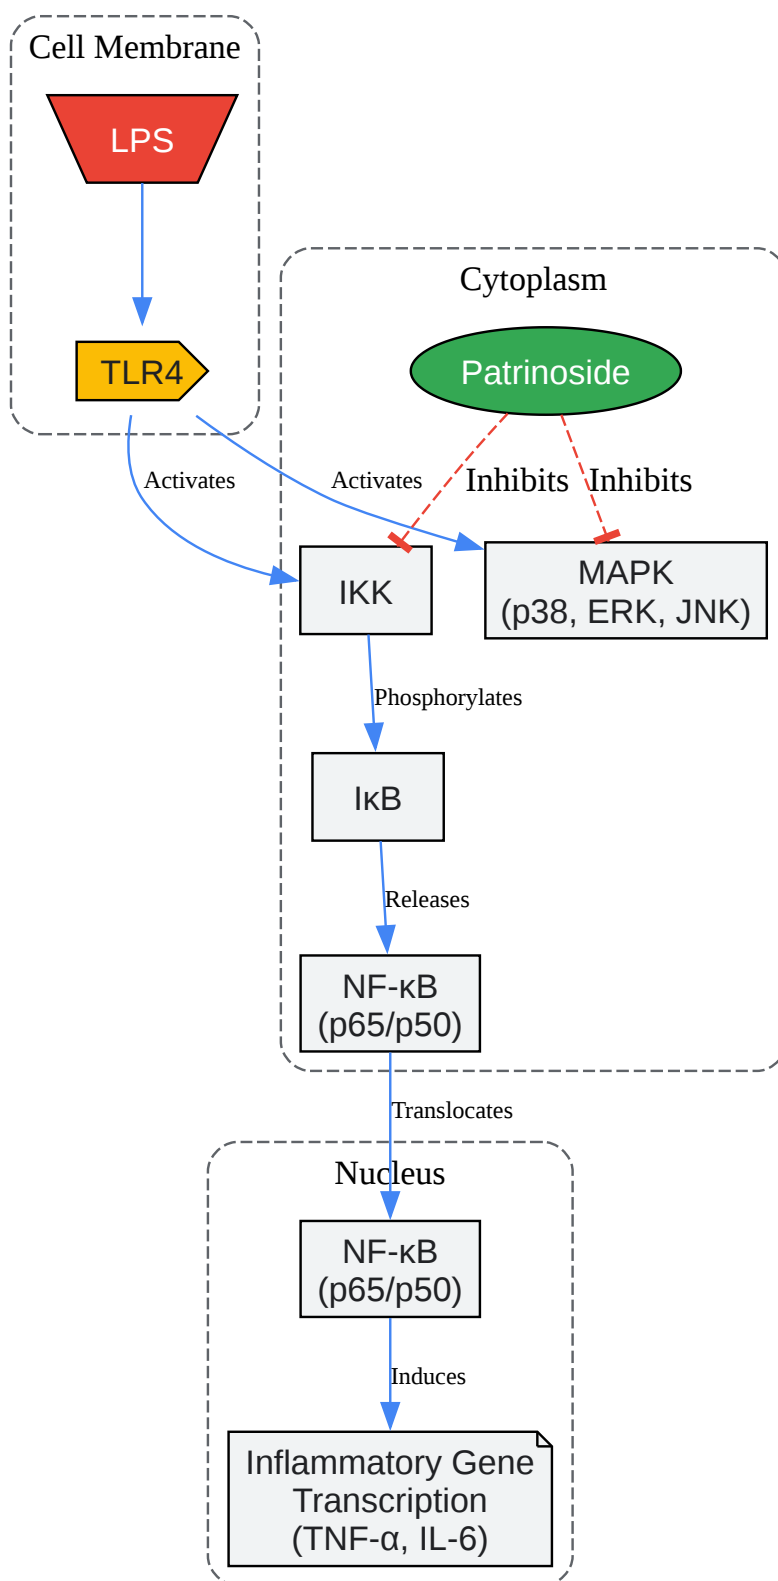 Cell Membrane
LPS
TLR4
Cytoplasm
Patrinoside
Activates
Activates
Inhibits
Inhibits
IKK
MAPK
(p38, ERK, JNK)
Phosphorylates
IκB
Releases
NF-κB
(p65/p50)
Translocates
Nucleus
NF-κB
(p65/p50)
Induces
Inflammatory Gene
Transcription
(TNF-α, IL-6)